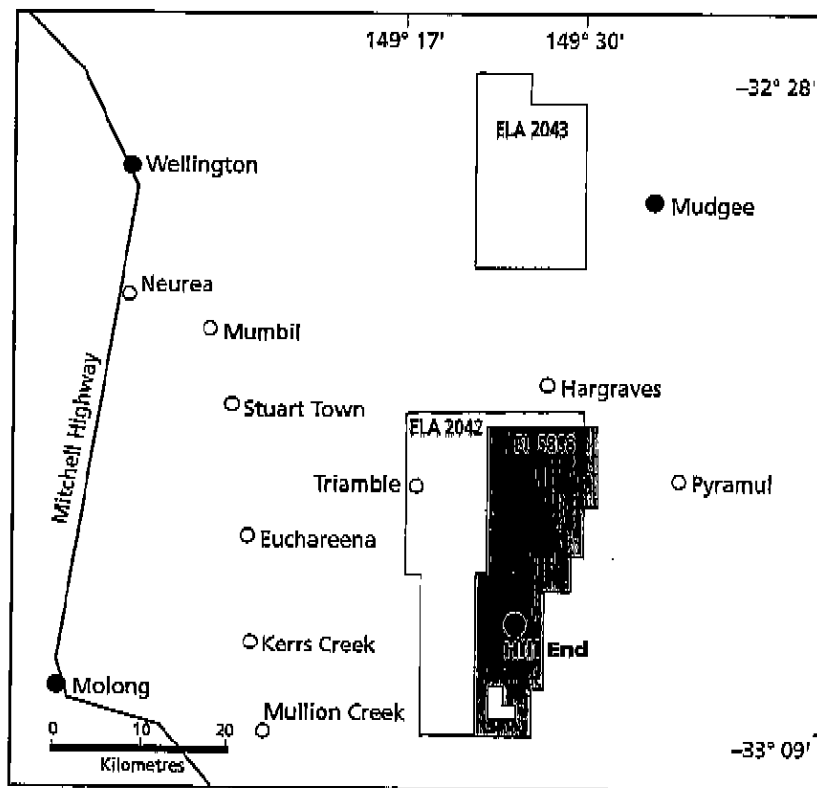 149° 17'
149° 30'
–32° 28'
ELA 2043
Wellington
Mudgee
Neurea
Mumbil
Hargraves
Stuart Town
ELA 2042
Mitchell Highway
Triamble
Pyramul
Euchareena
Kerrs Creek
End
Molong
Mullion Creek
0 10 20
Kilometres
–33° 09'